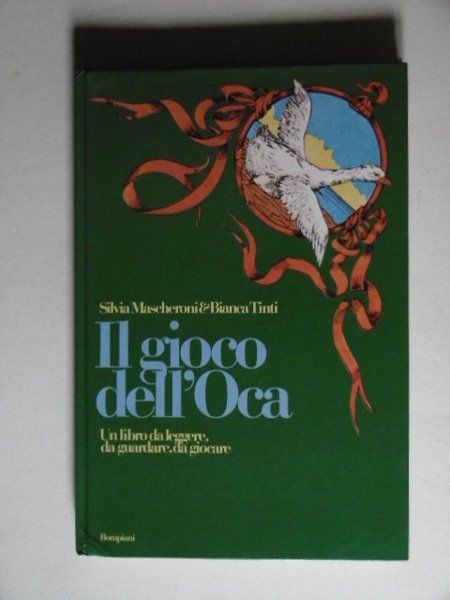 Silvia Mascheroni & Bianca Tinti
Il gioco
dell'Oca
Un libro da leggere,
da guardare, da giocare
Bompiani